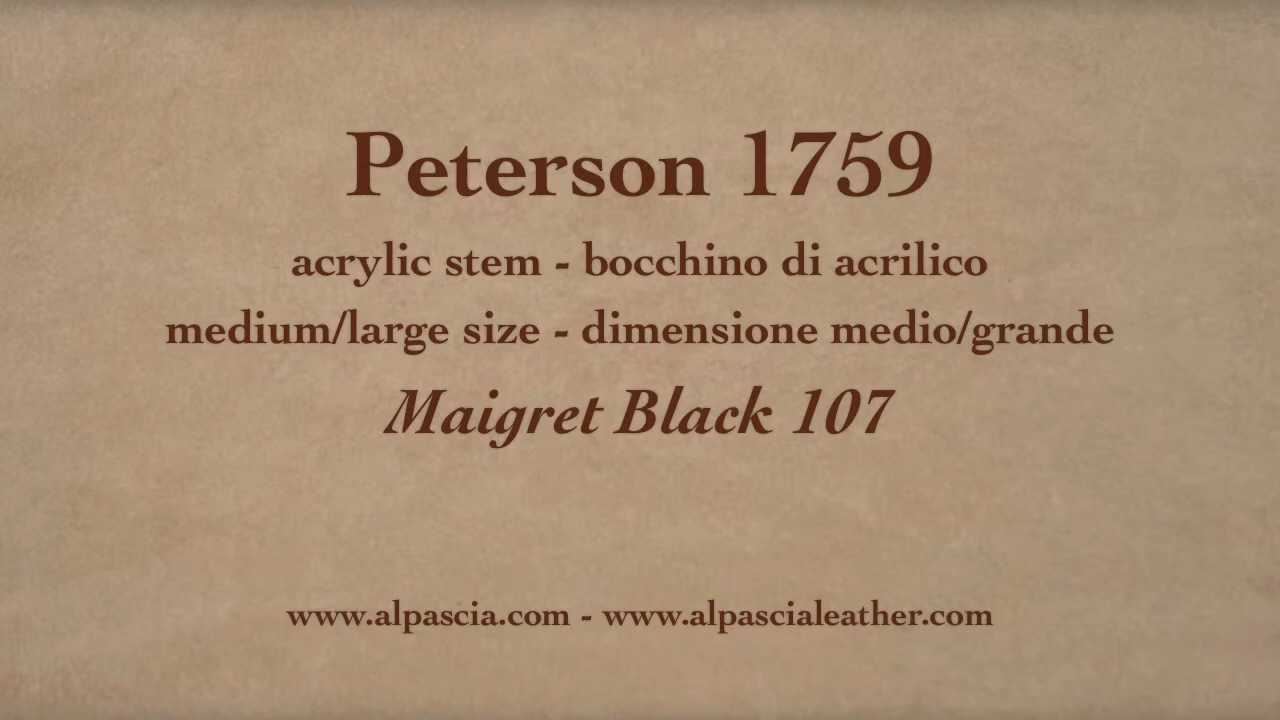 Peterson 1759
acrylic stem - bocchino di acrilico
medium/large size - dimensione medio/grande
Maigret Black 107
www.alpascia.com - www.alpascialeather.com